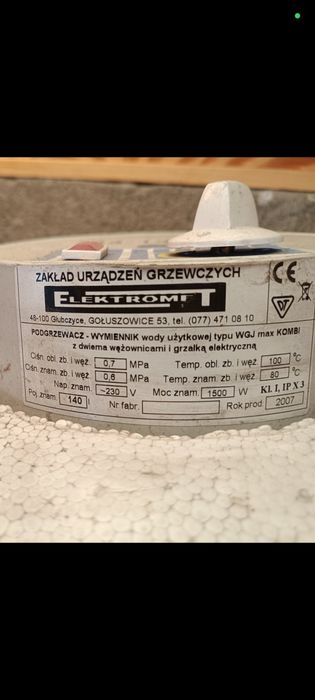 ZAKŁAD URZĄDZEŃ GRZEWCZYCH
ELEKTROMET
48-100 Głubczyce, GOŁUSZOWICE 53, tel. (077) 471 08 10
PODGRZEWACZ - WYMIENNIK wody użytkowej typu WGJ max KOMBI
z dwiema wężownicami i grzałką elektryczną
Ciśn. obl. zb. i węż. 0,7 MPa Temp. obl. zb. i węż. 100 °C
Ciśn. znam. zb. i węż. 0,6 MPa Temp. znam. zb. i węż. 80 °C
Nap. znam. ~230 V Moc znam. 1500 W Kl. I, IP X 3
Poj. znam. 140 l Nr fabr. Rok prod. 2007
CE